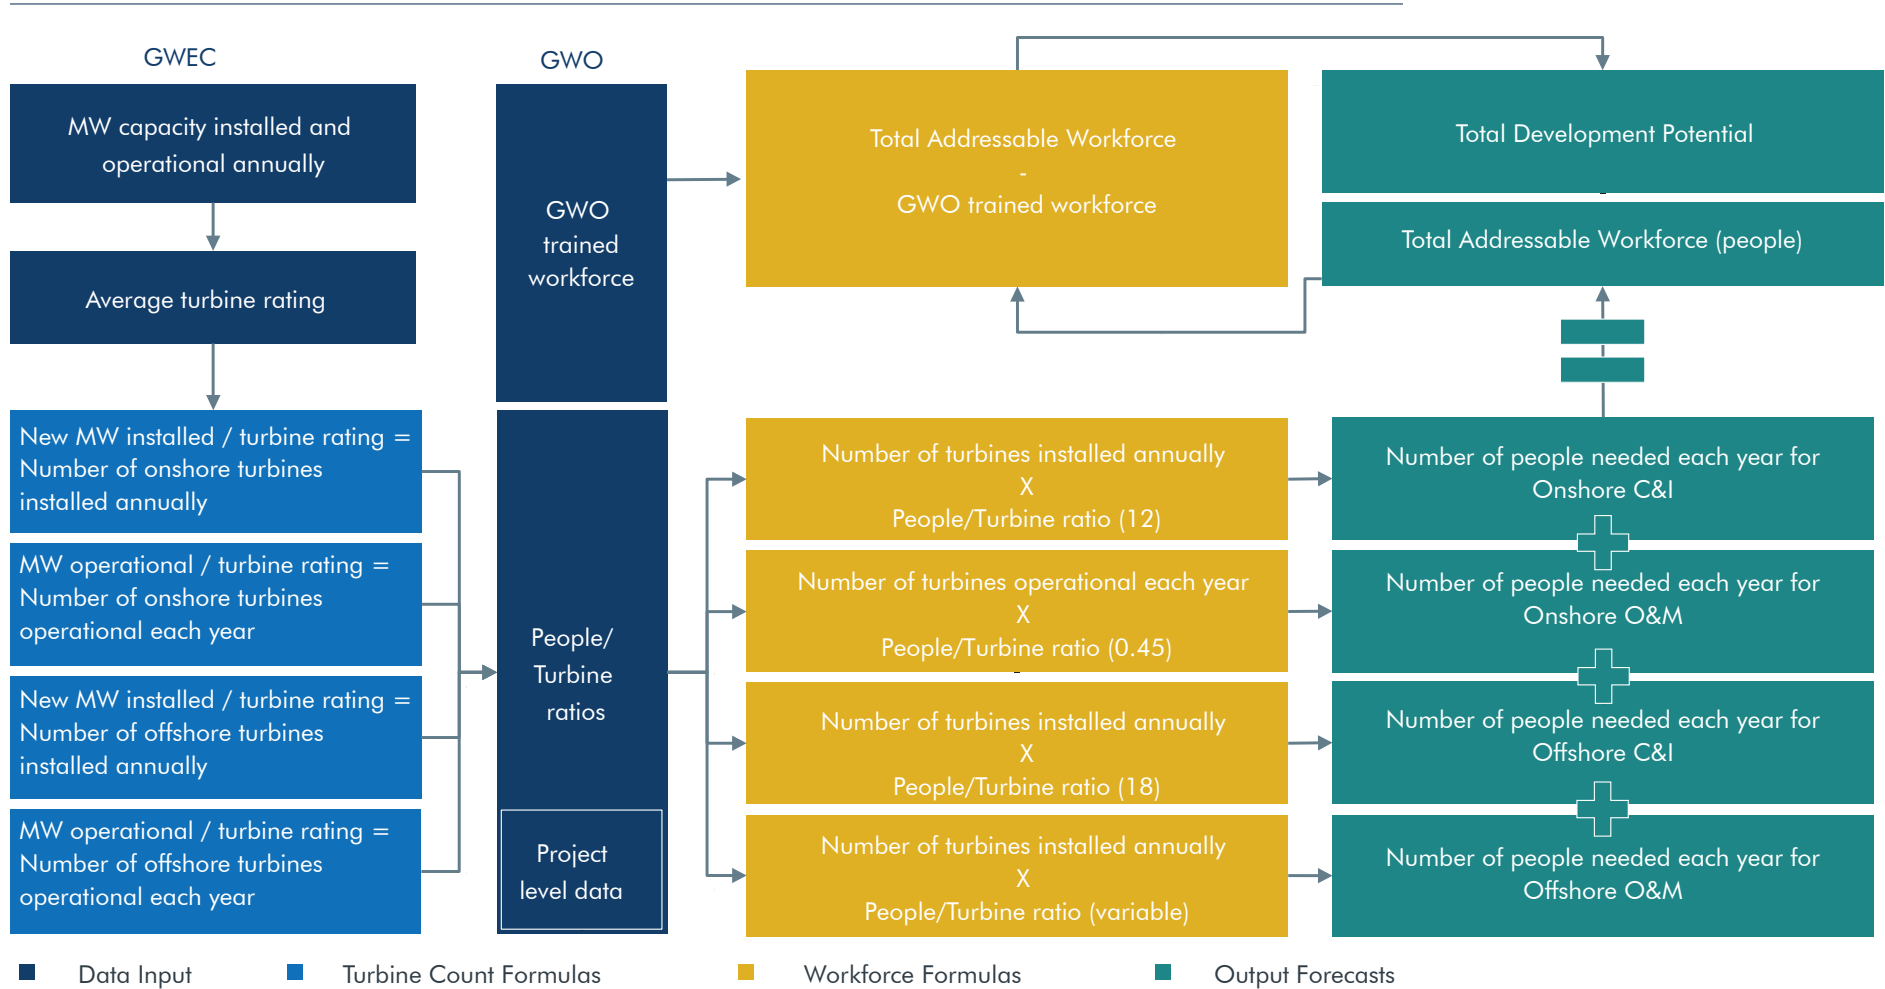 GWEC
MW capacity installed and
operational annually
Average turbine rating
New MW installed / turbine rating =
Number of onshore turbines
installed annually
MW operational / turbine rating =
Number of onshore turbines
operational each year
New MW installed / turbine rating =
Number of offshore turbines
installed annually
MW operational / turbine rating =
Number of offshore turbines
operational each year
GWO
GWO
trained
workforce
People/
Turbine
ratios
Project
level data
Total Addressable Workforce
-
GWO trained workforce
Number of turbines installed annually
X
People/Turbine ratio (12)
Number of turbines operational each year
X
People/Turbine ratio (0.45)
Number of turbines installed annually
X
People/Turbine ratio (18)
Number of turbines installed annually
X
People/Turbine ratio (variable)
Total Development Potential
Total Addressable Workforce (people)
Number of people needed each year for
Onshore C&I
Number of people needed each year for
Onshore O&M
Number of people needed each year for
Offshore C&I
Number of people needed each year for
Offshore O&M
Data Input
Turbine Count Formulas
Workforce Formulas
Output Forecasts